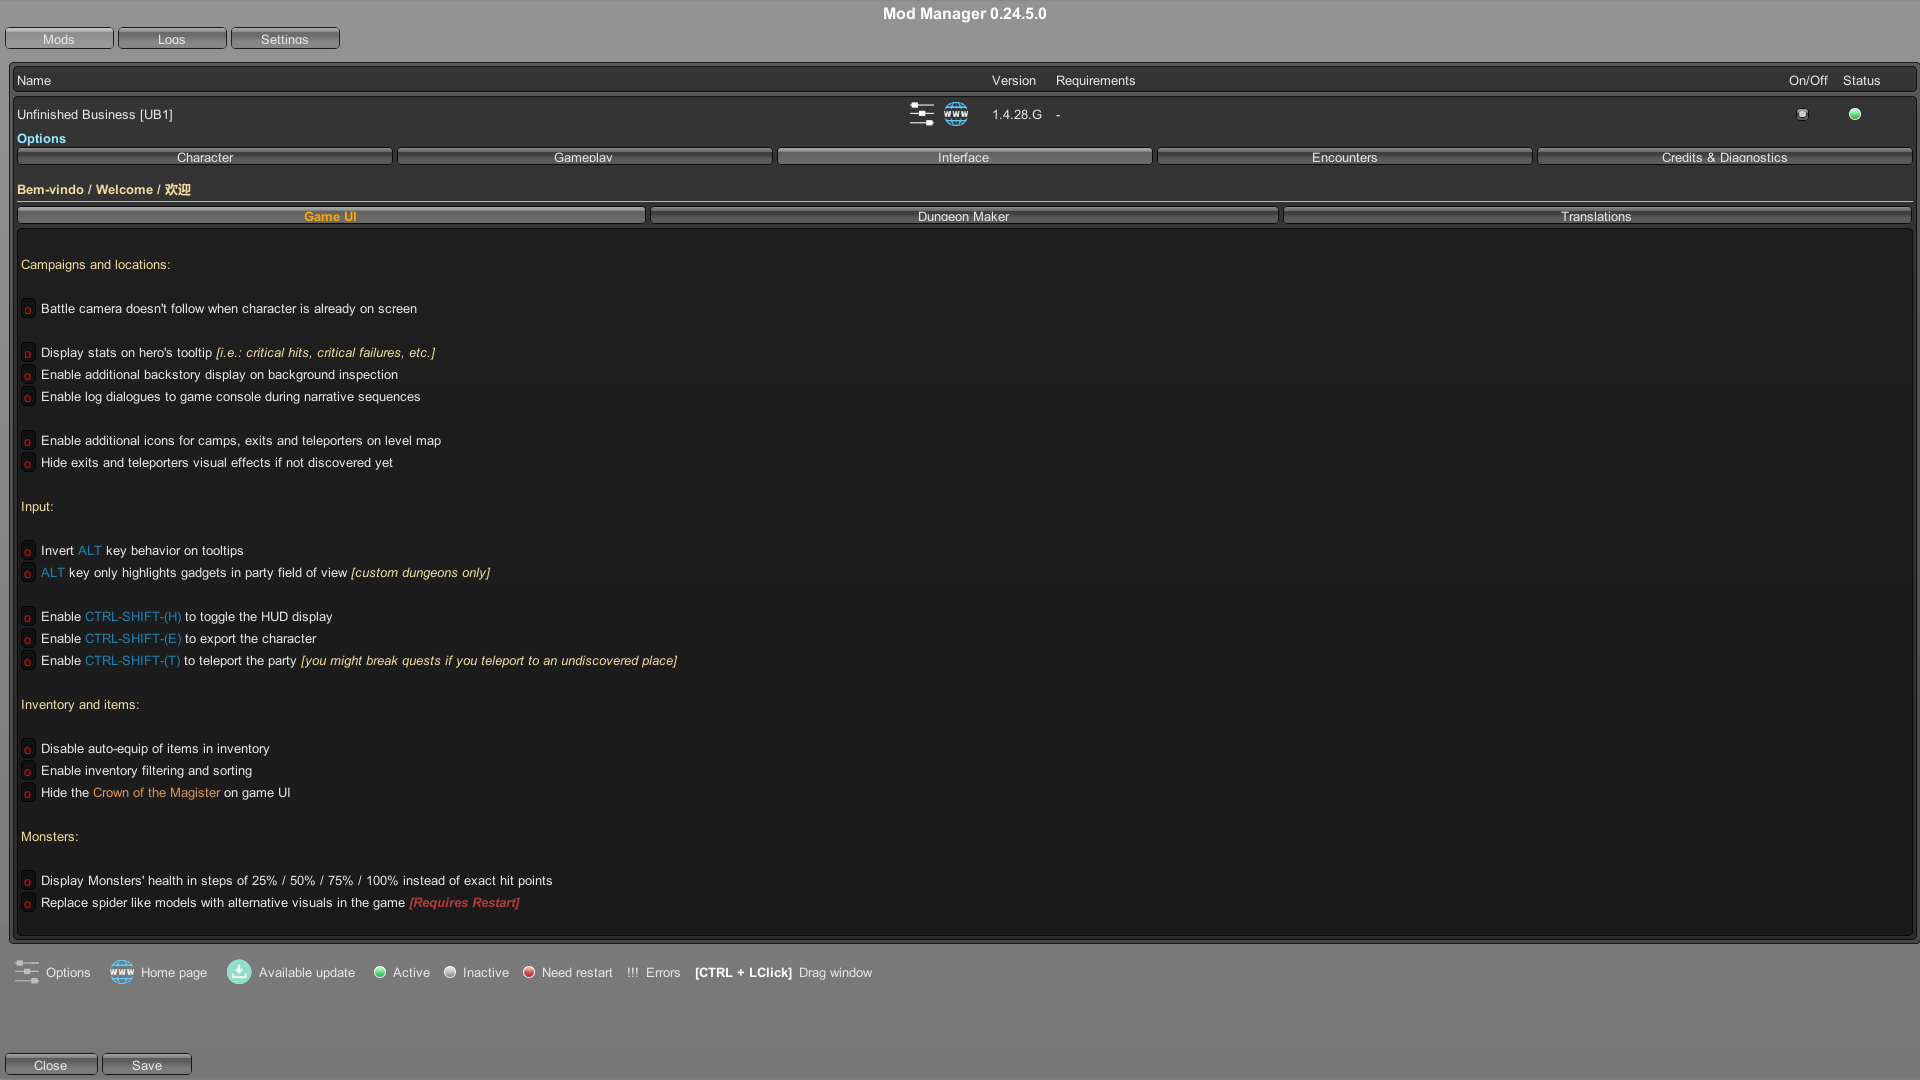 Mod Manager 0.24.5.0
Mods Logs Settings
Name Version Requirements On/Off Status
Unfinished Business [UB1] WWW 1.4.28.G - 
Options
Character Gameplay Interface Encounters Credits & Diagnostics
Bem-vindo / Welcome / 欢迎
Game UI Dungeon Maker Translations
Campaigns and locations:
o Battle camera doesn't follow when character is already on screen
o Display stats on hero's tooltip [i.e.: critical hits, critical failures, etc.]
o Enable additional backstory display on background inspection
o Enable log dialogues to game console during narrative sequences
o Enable additional icons for camps, exits and teleporters on level map
o Hide exits and teleporters visual effects if not discovered yet
Input:
o Invert ALT key behavior on tooltips
o ALT key only highlights gadgets in party field of view [custom dungeons only]
o Enable CTRL-SHIFT-(H) to toggle the HUD display
o Enable CTRL-SHIFT-(E) to export the character
o Enable CTRL-SHIFT-(T) to teleport the party [you might break quests if you teleport to an undiscovered place]
Inventory and items:
o Disable auto-equip of items in inventory
o Enable inventory filtering and sorting
o Hide the Crown of the Magister on game UI
Monsters:
o Display Monsters' health in steps of 25% / 50% / 75% / 100% instead of exact hit points
o Replace spider like models with alternative visuals in the game [Requires Restart]
Options WWW Home page Available update Active Inactive Need restart !!! Errors [CTRL + LClick] Drag window
Close Save